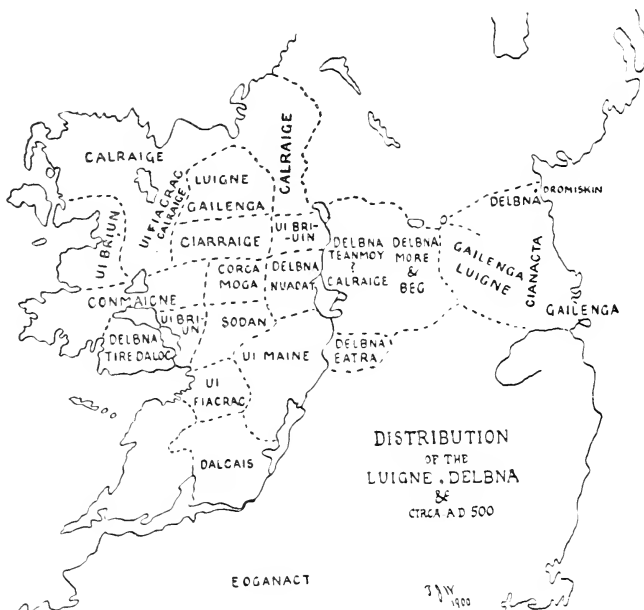 CALRAIGE
CALRAIGE
LUIGNE
GAILENGA
UI FIACRAC
CALRAIGE
UI BRIUN
CIARRAIGE
UI BRI-
-UIN
CORCA
MOGA
DELBNA
NUADAT
CONMAIGNE
UI BRI-
UN
SODAN
DELBNA
TIRE DALOC
UI MAINE
UI
FIACRAC
DALCAIS
DELBNA
TEANMOY
?
CALRAIGE
DELBNA
MORE
&
BEG
DELBNA
EATRA
DELBNA
DROMISKIN
GAILENGA
LUIGNE
CIANACTA
GAILENGA
DISTRIBUTION
OF THE
LUIGNE, DELBNA
&c
CIRCA A D 500
EOGANACT
1900